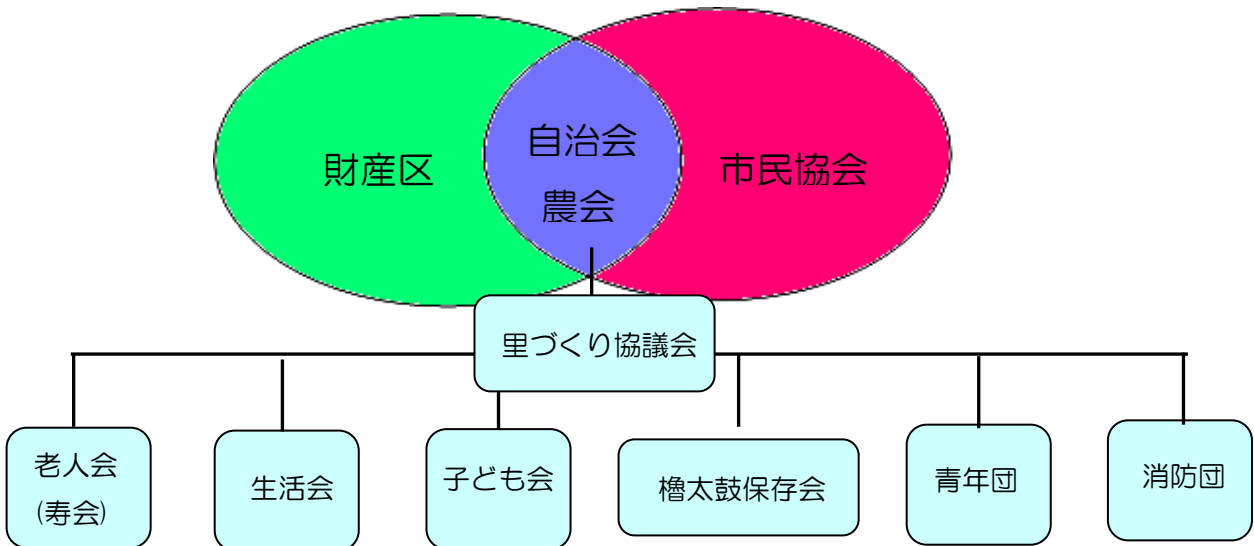 財産区
自治会
農会
市民協会
里づくり協議会
老人会
(寿会)
生活会
子ども会
櫓太鼓保存会
青年団
消防団